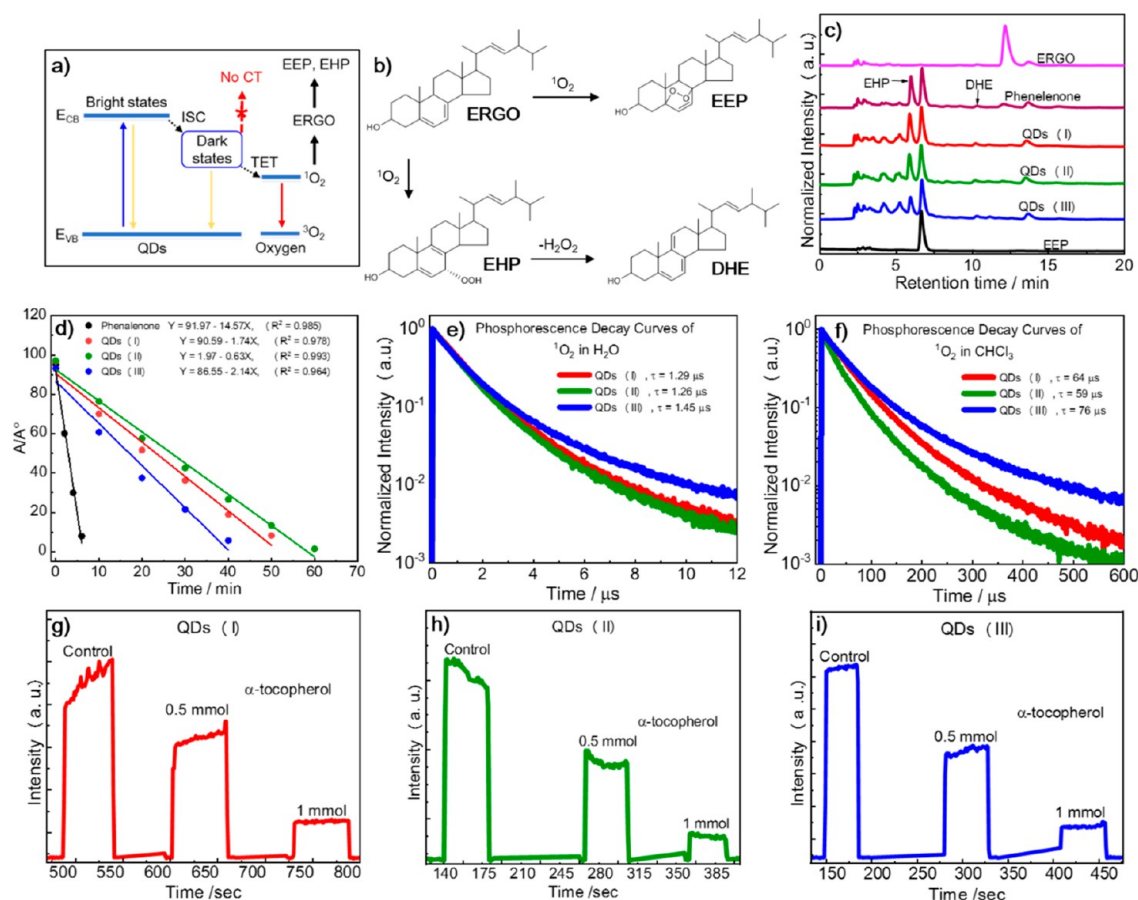 a)
No CT
EEP, EHP
E_CB
Bright states
ISC
ERGO
Dark
states
TET
¹O₂
E_VB
³O₂
QDs
Oxygen
b)
HO
ERGO
¹O₂
HO
EEP
O
O
¹O₂
HO
EHP
OOH
-H₂O₂
HO
DHE
c)
Normalized Intensity (a. u.)
ERGO
EHP
DHE
Phenelenone
QDs (I)
QDs (II)
QDs (III)
EEP
0 5 10 15 20
Retention time / min
d)
Phenalenone Y = 91.97 - 14.57X, (R² = 0.985)
QDs (I) Y = 90.59 - 1.74X, (R² = 0.978)
QDs (II) Y = 1.97 - 0.63X, (R² = 0.993)
QDs (III) Y = 86.55 - 2.14X, (R² = 0.964)
A/A°
120
100
80
60
40
20
0
0 10 20 30 40 50 60 70
Time / min
e)
Phosphorescence Decay Curves of
¹O₂ in H₂O
QDs (I) , τ = 1.29 μs
QDs (II) , τ = 1.26 μs
QDs (III) , τ = 1.45 μs
Normalized Intensity (a.u.)
10⁰
10⁻¹
10⁻²
10⁻³
0 2 4 6 8 10 12
Time / μs
f)
Phosphorescence Decay Curves of
¹O₂ in CHCl₃
QDs (I) , τ = 64 μs
QDs (II) , τ = 59 μs
QDs (III) , τ = 76 μs
Normalized Intensity (a.u.)
10⁰
10⁻¹
10⁻²
10⁻³
0 100 200 300 400 500 600
Time / μs
g)
QDs (I)
Control
α-tocopherol
0.5 mmol
1 mmol
Intensity (a. u.)
500 550 600 650 700 750 800
Time /sec
h)
QDs (II)
Control
α-tocopherol
0.5 mmol
1 mmol
Intensity (a. u.)
140 175 210 245 280 315 350 385
Time /sec
i)
QDs (III)
Control
α-tocopherol
0.5 mmol
1 mmol
Intensity (a .u.)
150 200 250 300 350 400 450
Time / sec